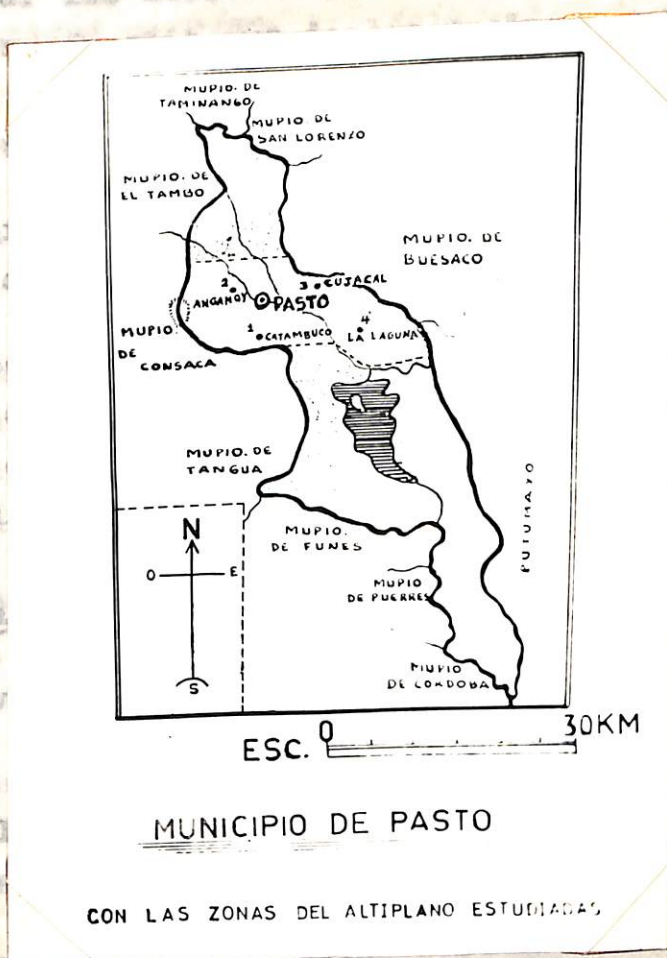 MUPIO. DE
TAMINANGO
MUPIO. DE
SAN LORENZO
MUPIO. DE
EL TAMBO
MUPIO. DE
BUESACO
2
ANGANOY
3 CUJACAL
PASTO
1 CATAMBUCO
4
LA LAGUNA
MUPIO.
DE
CONSACA
MUPIO. DE
TANGUA
PUTUMAYO
MUPIO.
DE FUNES
MUPIO
DE PUERRES
MUPIO
DE CORDOBA
N
O E
S
0 30KM
ESC.
MUNICIPIO DE PASTO
CON LAS ZONAS DEL ALTIPLANO ESTUDIADAS